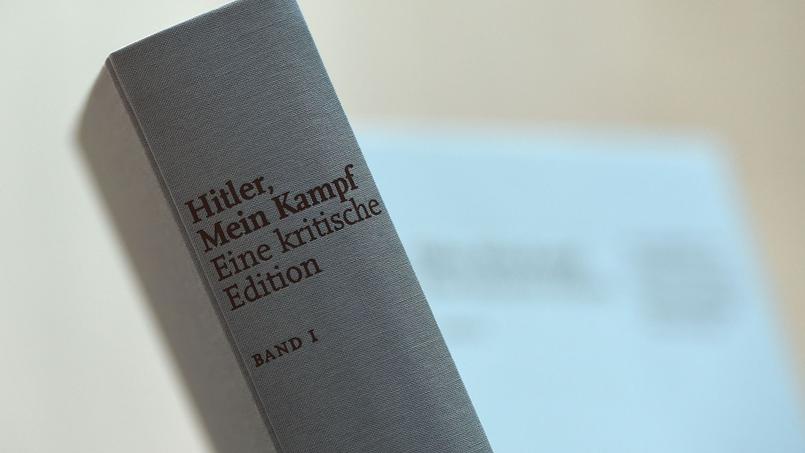 Hitler,
Mein Kampf
Eine kritische
Edition
BAND I